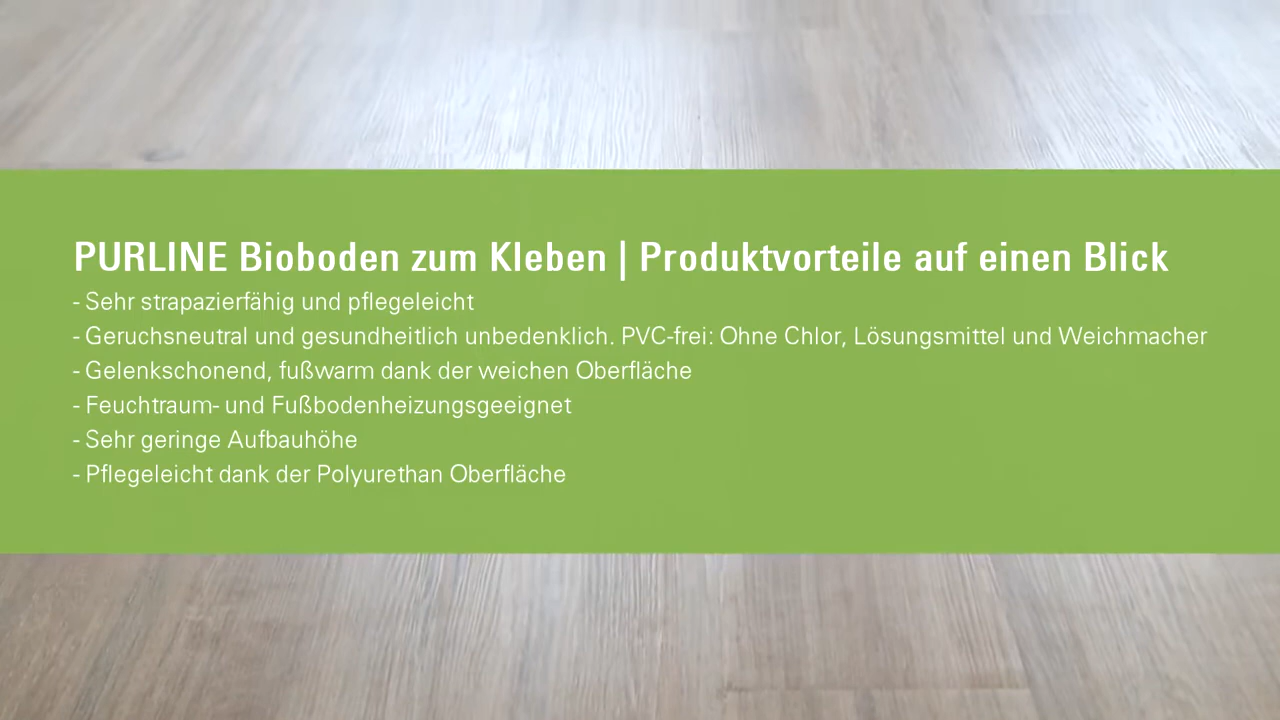 PURLINE Bioboden zum Kleben | Produktvorteile auf einen Blick
- Sehr strapazierfähig und pflegeleicht
- Geruchsneutral und gesundheitlich unbedenklich. PVC-frei: Ohne Chlor, Lösungsmittel und Weichmacher
- Gelenkschonend, fußwarm dank der weichen Oberfläche
- Feuchtraum- und Fußbodenheizungsgeeignet
- Sehr geringe Aufbauhöhe
- Pflegeleicht dank der Polyurethan Oberfläche